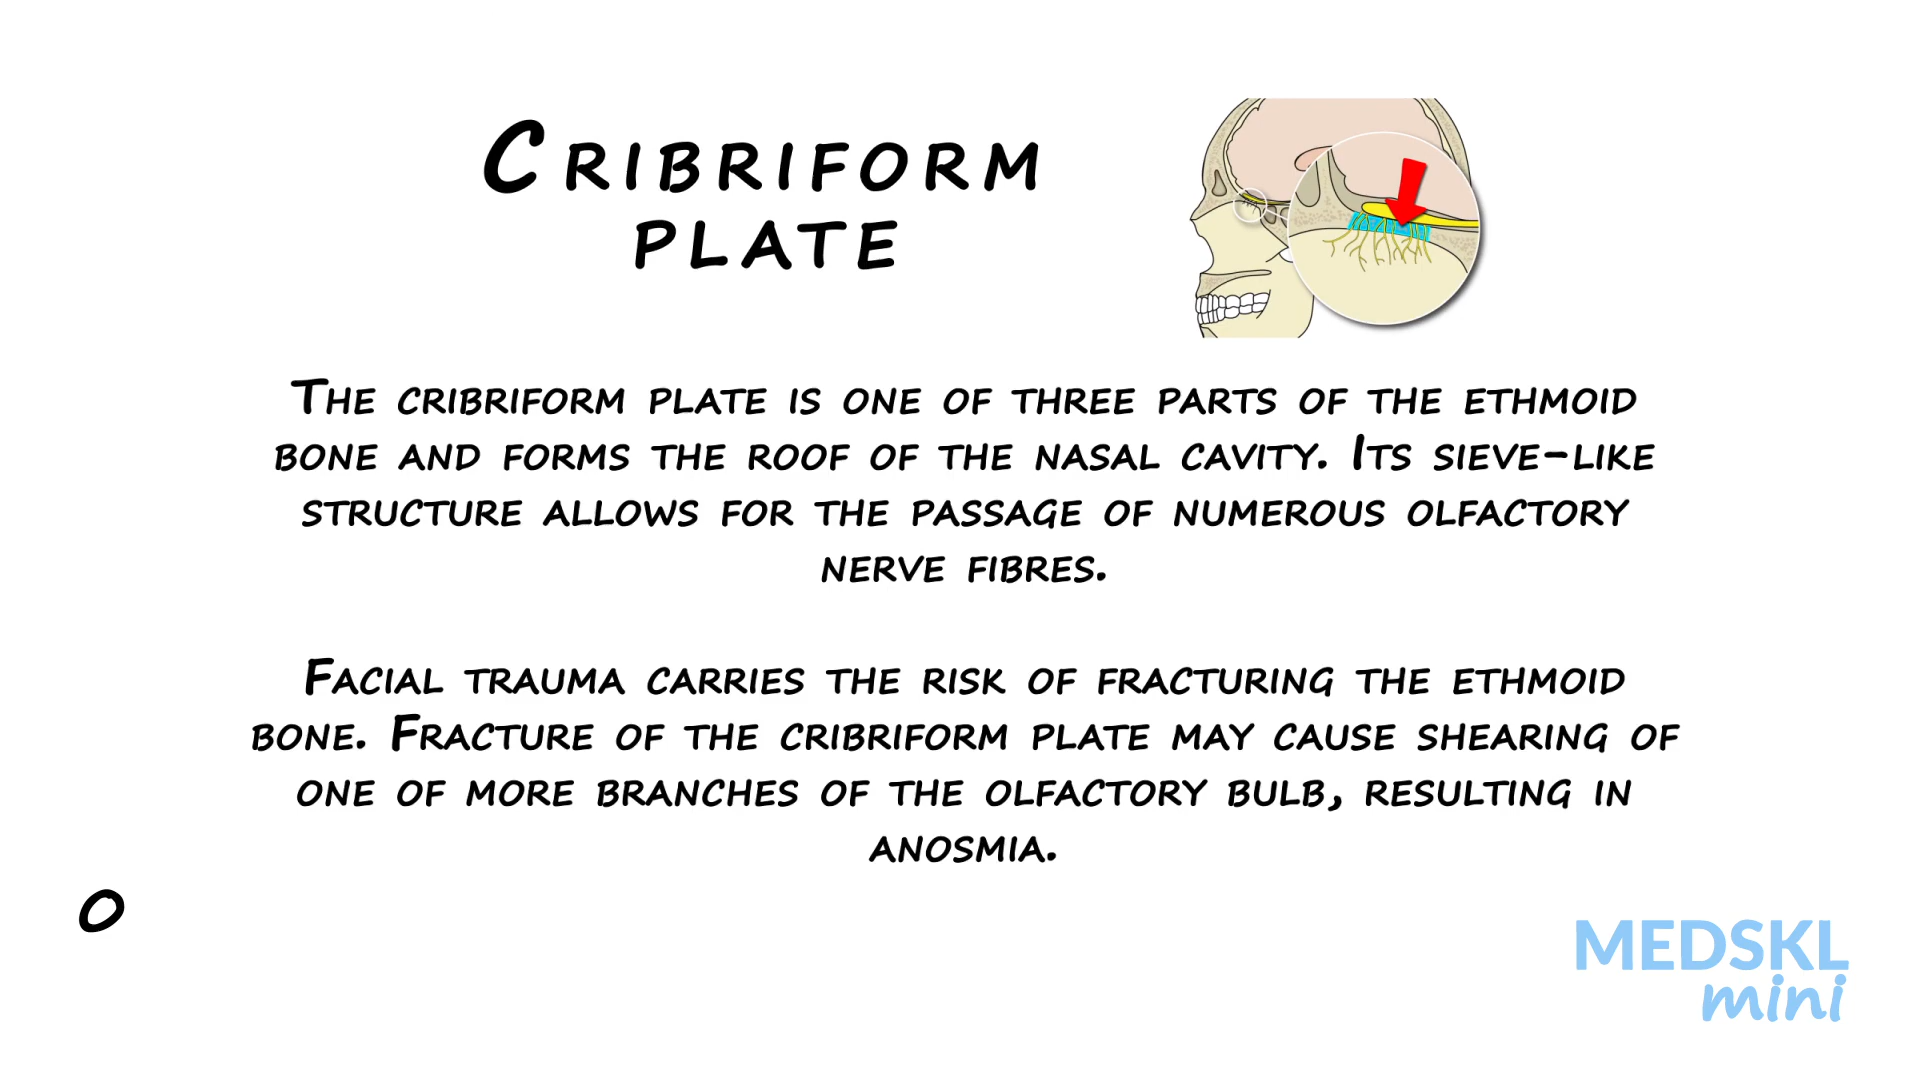 Cribriform
plate
The cribriform plate is one of three parts of the ethmoid
bone and forms the roof of the nasal cavity. Its sieve-like
structure allows for the passage of numerous olfactory
nerve fibres.
Facial trauma carries the risk of fracturing the ethmoid
bone. Fracture of the cribriform plate may cause shearing of
one of more branches of the olfactory bulb, resulting in
anosmia.
0
MEDSKL
mini